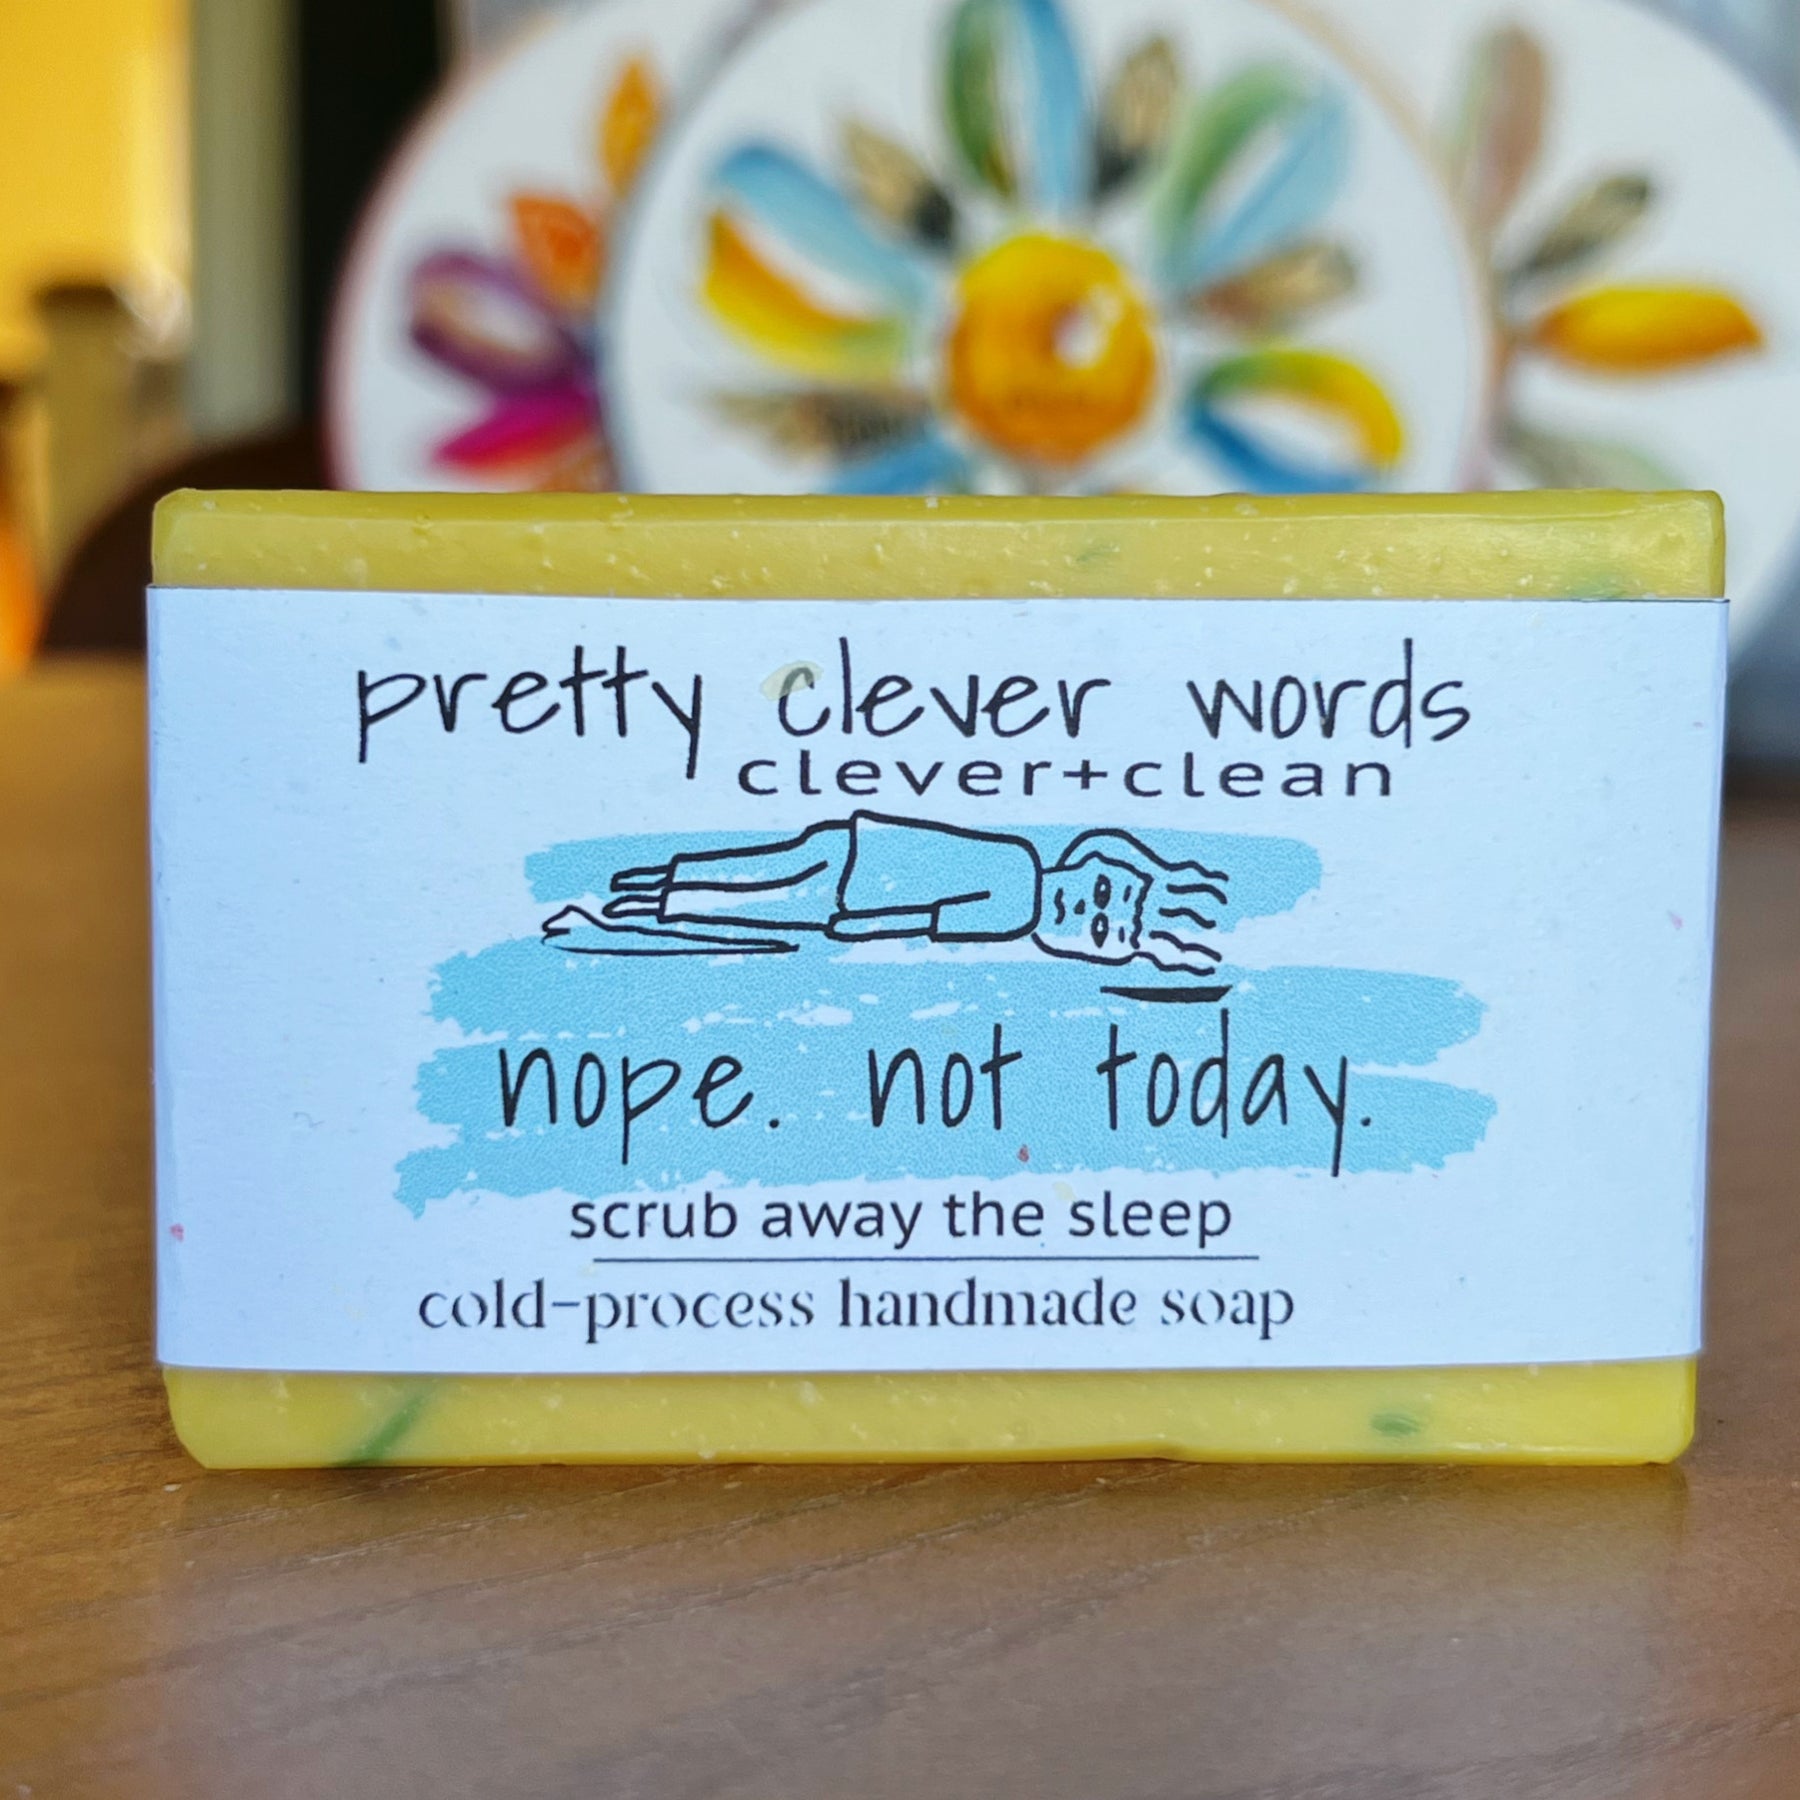 pretty clever words
clever+clean
nope. not today.
scrub away the sleep
cold-process handmade soap